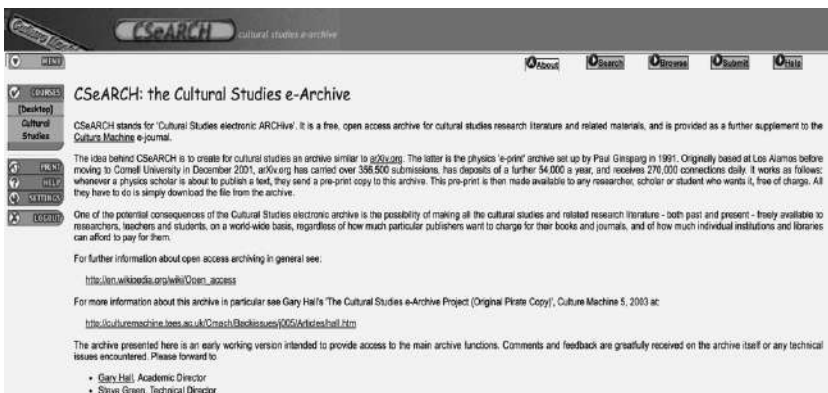 Culture Machine
CSeARCH cultural studies e-archive
MENU
About Search Browse Submit Help
COURSES
[Desktop]
Cultural
Studies
PRINT
HELP
SETTINGS
LOGOUT
CSeARCH: the Cultural Studies e-Archive
CSeARCH stands for 'Cultural Studies electronic ARCHive'. It is a free, open access archive for cultural studies research literature and related materials, and is provided as a further supplement to the
Culture Machine e-journal.
The idea behind CSeARCH is to create for cultural studies an archive similar to arXiv.org. The latter is the physics 'e-print' archive set up by Paul Ginsparg in 1991. Originally based at Los Alamos before
moving to Cornell University in December 2001, arXiv.org has carried over 356,500 submissions, has deposits of a further 54,000 a year, and receives 270,000 connections daily. It works as follows:
whenever a physics scholar is about to publish a text, they send a pre-print copy to this archive. This pre-print is then made available to any researcher, scholar or student who wants it, free of charge. All
they have to do is simply download the file from the archive.
One of the potential consequences of the Cultural Studies electronic archive is the possibility of making all the cultural studies and related research literature - both past and present - freely available to
researchers, teachers and students, on a world-wide basis, regardless of how much particular publishers want to charge for their books and journals, and of how much individual institutions and libraries
can afford to pay for them.
For further information about open access archiving in general see:
http://en.wikipedia.org/wiki/Open_access
For more information about this archive in particular see Gary Hall's 'The Cultural Studies e-Archive Project (Original Pirate Copy)', Culture Machine 5, 2003 at:
http://culturemachine.tees.ac.uk/Cmach/Backissues/j005/Articles/hall.htm
The archive presented here is an early working version intended to provide access to the main archive functions. Comments and feedback are greatfully received on the archive itself or any technical
issues encountered. Please forward to
• Gary Hall, Academic Director
• Steve Green, Technical Director